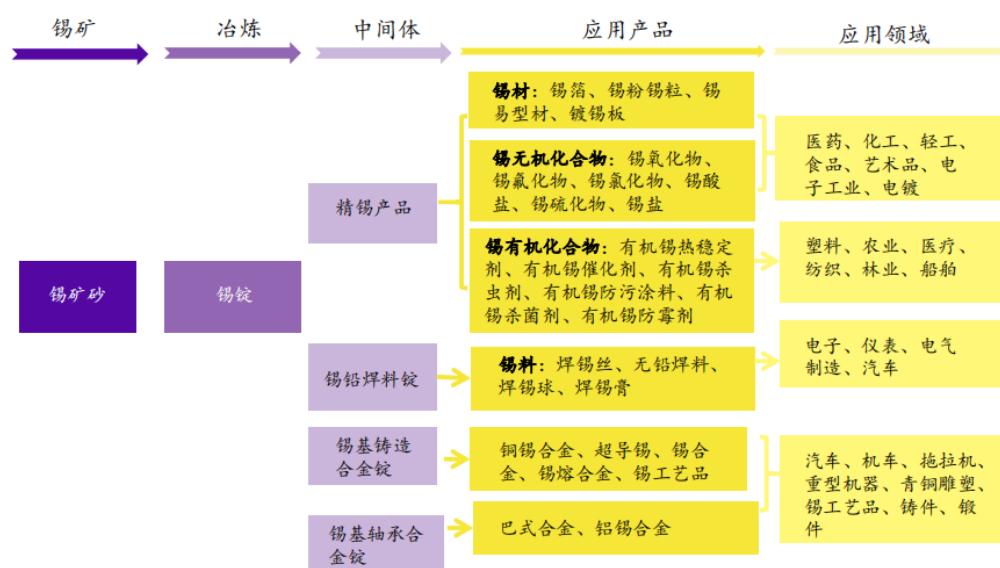 锡矿
冶炼
中间体
应用产品
应用领域
锡矿砂
锡锭
精锡产品
锡铅焊料锭
锡基铸造
合金锭
锡基轴承合
金锭
锡材：锡箔、锡粉锡粒、锡
易型材、镀锡板
锡无机化合物：锡氧化物、
锡氟化物、锡氯化物、锡酸
盐、锡硫化物、锡盐
锡有机化合物：有机锡热稳定
剂、有机锡催化剂、有机锡杀
虫剂、有机锡防污涂料、有机
锡杀菌剂、有机锡防霉剂
锡料：焊锡丝、无铅焊料、
焊锡球、焊锡膏
铜锡合金、超导锡、锡合
金、锡熔合金、锡工艺品
巴式合金、铝锡合金
医药、化工、轻工、
食品、艺术品、电
子工业、电镀
塑料、农业、医疗、
纺织、林业、船舶
电子、仪表、电气
制造、汽车
汽车、机车、拖拉机、
重型机器、青铜雕塑、
锡工艺品、铸件、锻
件